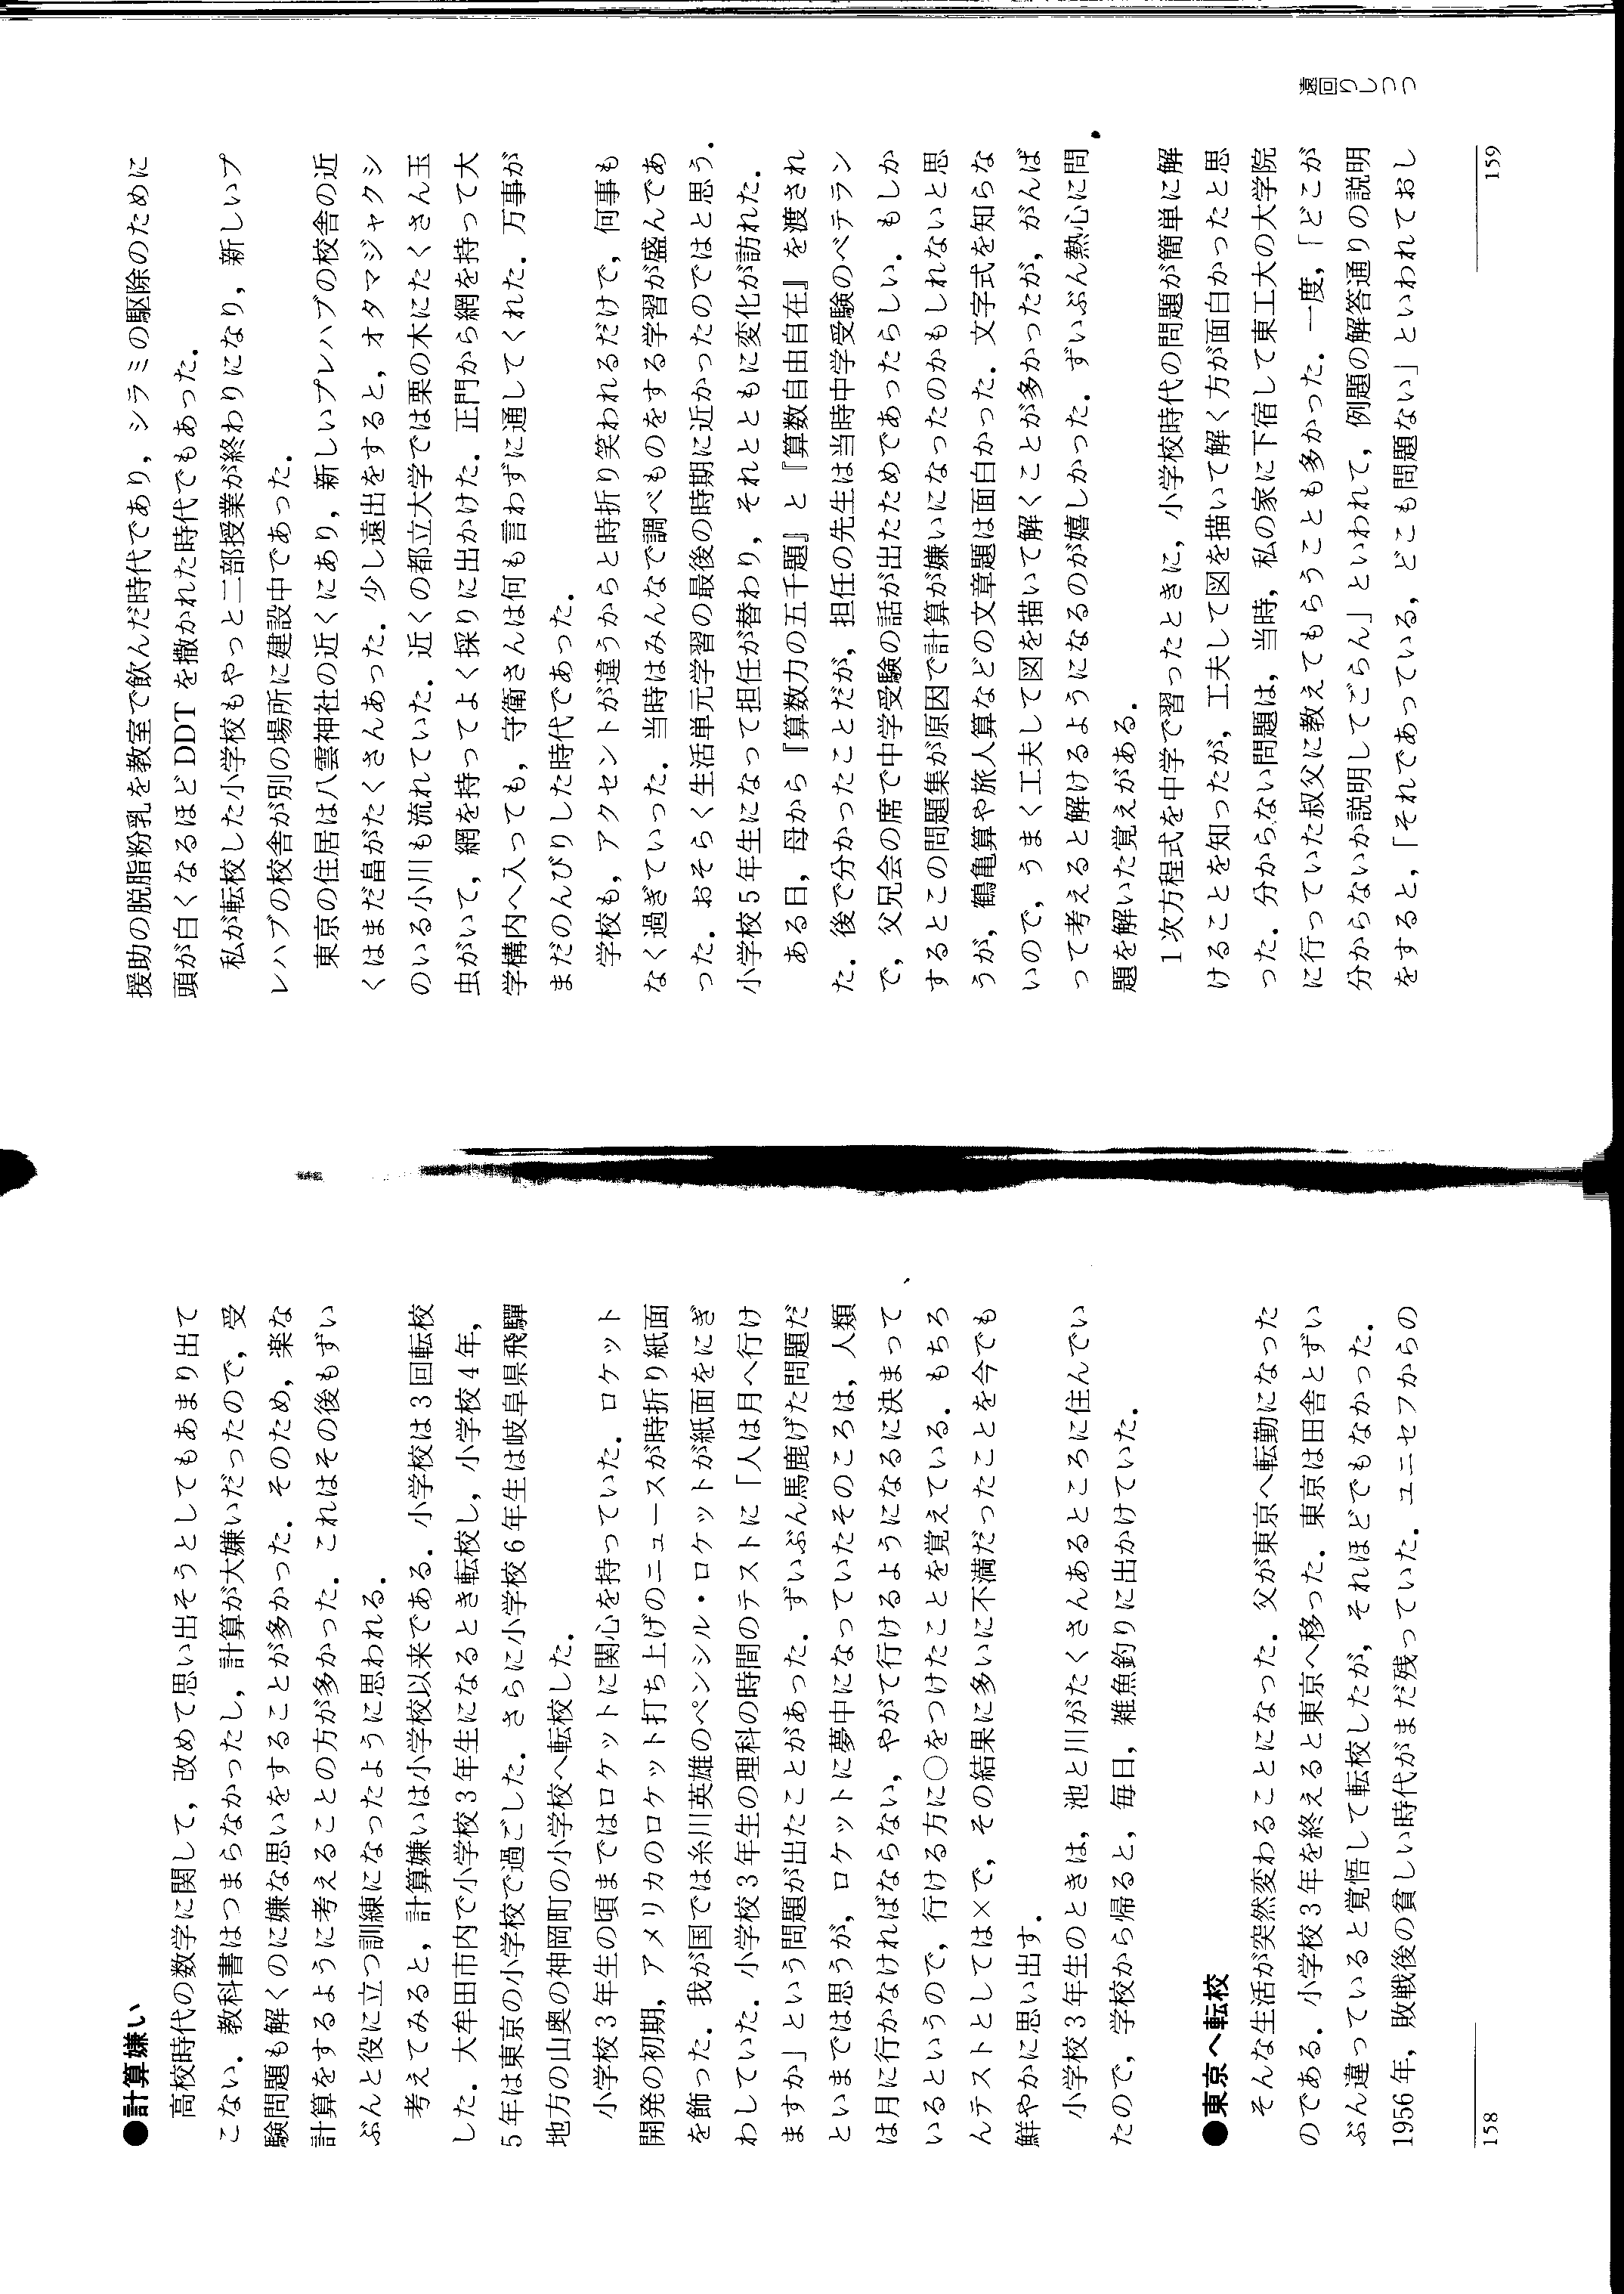 ●計算嫌い
高校時代の数学に関して，改めて思い出そうとしてもあまり出て
こない．教科書はつまらなかったし，計算が大嫌いだったので，受
験問題も解くのに嫌な思いをすることが多かった．そのため，楽な
計算をするように考えることの方が多かった．これはその後もずい
ぶんと役に立つ訓練になったように思われる．
考えてみると，計算嫌いは小学校以来である．小学校は3回転校
した．大牟田市内で小学校3年生になるとき転校し，小学校4年，
5年は東京の小学校で過ごした．さらに小学校6年生は岐阜県飛驒
地方の山奥の神岡町の小学校へ転校した．
小学校3年生の頃まではロケットに関心を持っていた．ロケット
開発の初期，アメリカのロケット打ち上げのニュースが時折り紙面
を飾った．我が国では糸川英雄のペンシル・ロケットが紙面をにぎ
わしていた．小学校3年生の理科の時間のテストに「人は月へ行け
ますか」という問題が出たことがあった．ずいぶん馬鹿げた問題だ
といまでは思うが，ロケットに夢中になっていたそのころは，人類
は月に行かなければならない，やがて行けるようになるに決まって
いるというので，行ける方に○をつけたことを覚えている．もちろ
んテストとしては×で，その結果に多いに不満だったことを今でも
鮮やかに思い出す．
小学校3年生のときは，池と川がたくさんあるところに住んでい
たので，学校から帰ると，毎日，雑魚釣りに出かけていた．
●東京へ転校
そんな生活が突然変わることになった．父が東京へ転勤になった
のである．小学校3年を終えると東京へ移った．東京は田舎とずい
ぶん違っていると覚悟して転校したが，それほどでもなかった．
1956年，敗戦後の貧しい時代がまだ残っていた．ユニセフからの
158
援助の脱脂粉乳を教室で飲んだ時代であり，シラミの駆除のために
頭が白くなるほどDDTを撒かれた時代でもあった．
私が転校した小学校もやっと二部授業が終わりになり，新しいプ
レハブの校舎が別の場所に建設中であった．
東京の住居は八雲神社の近くにあり，新しいプレハブの校舎の近
くはまだ畠がたくさんあった．少し遠出をすると，オタマジャクシ
のいる小川も流れていた．近くの都立大学では栗の木にたくさん玉
虫がいて，網を持ってよく採りに出かけた．正門から網を持って大
学構内へ入っても，守衛さんは何も言わずに通してくれた．万事が
まだのんびりした時代であった．
学校も，アクセントが違うからと時折り笑われるだけで，何事も
なく過ぎていった．当時はみんなで調べものをする学習が盛んであ
った．おそらく生活単元学習の最後の時期に近かったのではと思う．
小学校5年生になって担任が替わり，それとともに変化が訪れた．
ある日，母から『算数力の五千題』と『算数自由自在』を渡され
た．後で分かったことだが，担任の先生は当時中学受験のベテラン
で，父兄会の席で中学受験の話が出たためであったらしい．もしか
するとこの問題集が原因で計算が嫌いになったのかもしれないと思
うが，鶴亀算や旅人算などの文章題は面白かった．文字式を知らな
いので，うまく工夫して図を描いて解くことが多かったが，がんば
って考えると解けるようになるのが嬉しかった．ずいぶん熱心に問
題を解いた覚えがある．
1次方程式を中学で習ったときに，小学校時代の問題が簡単に解
けることを知ったが，工夫して図を描いて解く方が面白かったと思
った．分からない問題は，当時，私の家に下宿して東工大の大学院
に行っていた叔父に教えてもらうことも多かった．一度，「どこが
分からないか説明してごらん」といわれて，例題の解答通りの説明
をすると，「それであっている，どこも問題ない」といわれておし
遠回りしつつ
159